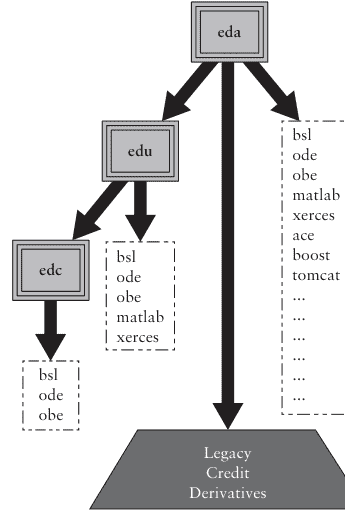 eda
edu
bsl
ode
obe
matlab
xerces
ace
boost
tomcat
...
...
...
...
...
...
edc
bsl
ode
obe
matlab
xerces
bsl
ode
obe
Legacy
Credit
Derivatives